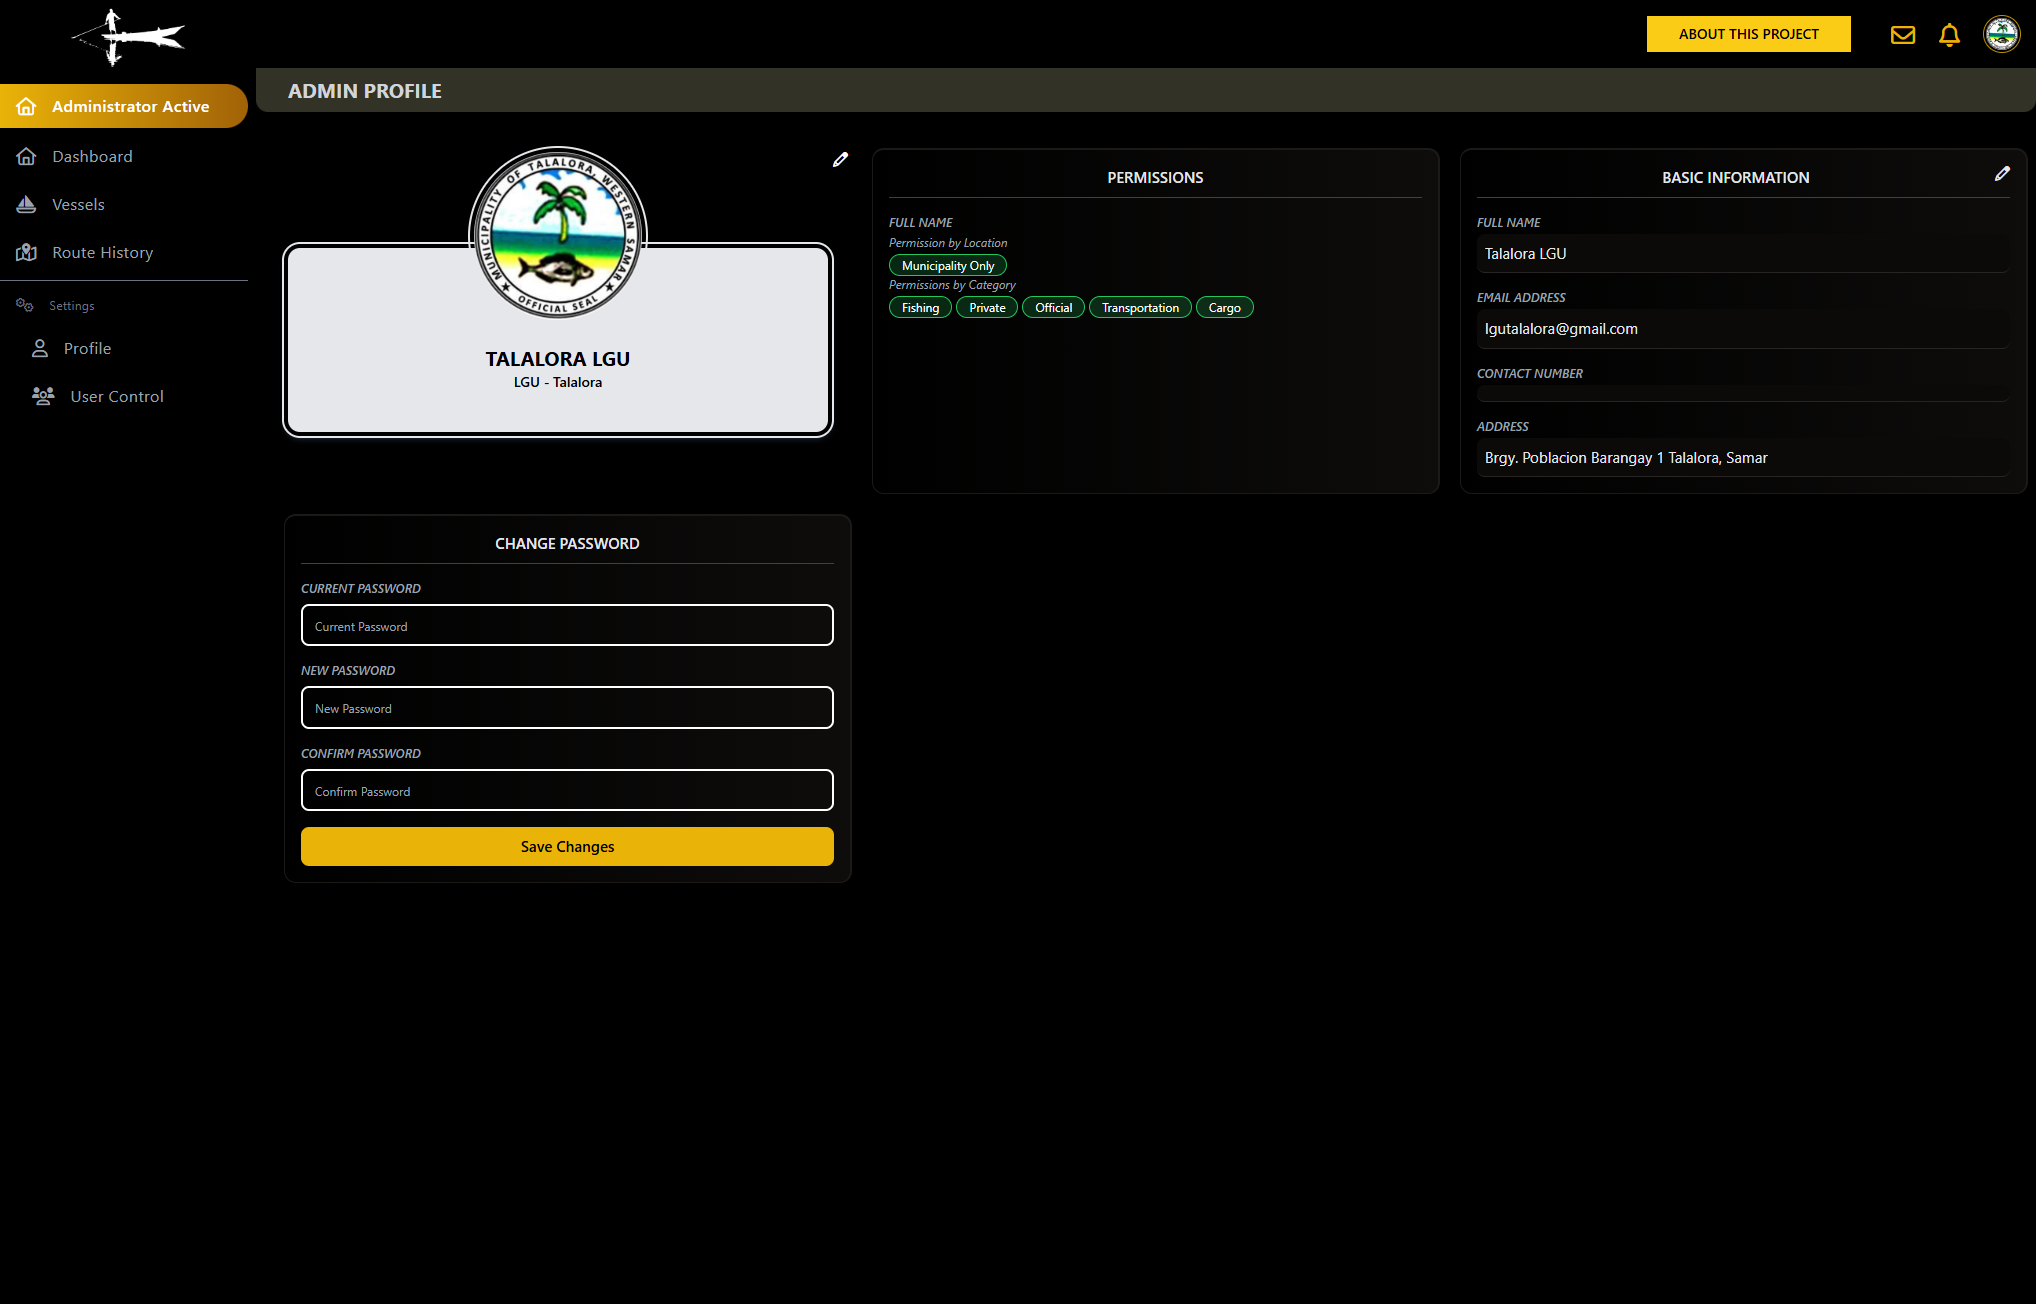 ABOUT THIS PROJECT
Administrator Active
Dashboard
Vessels
Route History
Settings
Profile
User Control
ADMIN PROFILE
MUNICIPALITY OF TALALORA, WESTERN SAMAR
OFFICIAL SEAL
TALALORA LGU
LGU - Talalora
PERMISSIONS
FULL NAME
Permission by Location
Municipality Only
Permissions by Category
Fishing Private Official Transportation Cargo
BASIC INFORMATION
FULL NAME
Talalora LGU
EMAIL ADDRESS
lgutalalora@gmail.com
CONTACT NUMBER
ADDRESS
Brgy. Poblacion Barangay 1 Talalora, Samar
CHANGE PASSWORD
CURRENT PASSWORD
Current Password
NEW PASSWORD
New Password
CONFIRM PASSWORD
Confirm Password
Save Changes